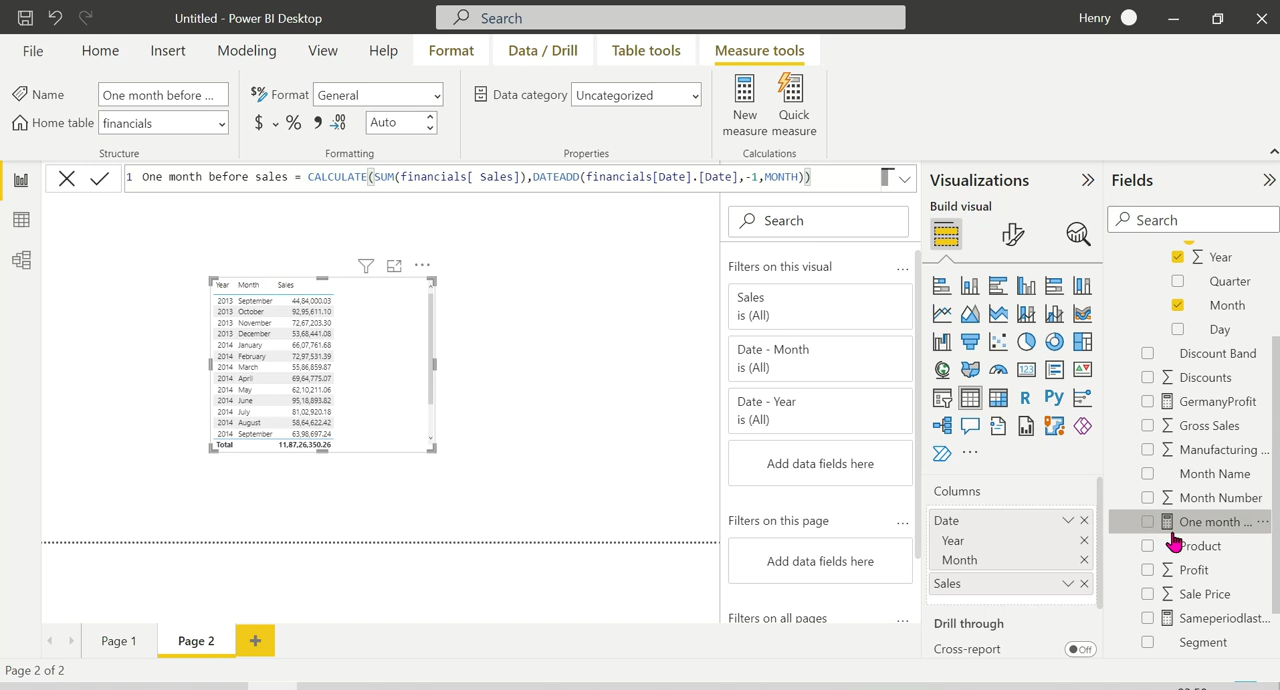 Untitled - Power BI Desktop
Search
Henry
File Home Insert Modeling View Help Format Data / Drill Table tools Measure tools
Name
One month before ...
Home table
financials
Structure
Format
General
$ % 9 .00
Auto
Formatting
Data category
Uncategorized
Properties
New
measure
Quick
measure
Calculations
1 One month before sales = CALCULATE(SUM(financials[ Sales]),DATEADD(financials[Date].[Date],-1,MONTH))
Year Month Sales
2013 September 44,84,000.03
2013 October 92,95,611.10
2013 November 72,67,203.30
2013 December 53,68,441.08
2014 January 66,07,761.68
2014 February 72,97,531.39
2014 March 55,86,859.87
2014 April 69,64,775.07
2014 May 62,10,211.06
2014 June 95,18,893.82
2014 July 81,02,920.18
2014 August 58,64,622.42
2014 September 63,98,697.24
Total 11,87,26,350.26
Search
Filters on this visual ...
Sales
is (All)
Date - Month
is (All)
Date - Year
is (All)
Add data fields here
Filters on this page ...
Add data fields here
Filters on all pages ...
Visualizations
Build visual
123
R
Py
...
Columns
Date
Year
Month
Sales
Drill through
Cross-report
Off
Fields
Search
Year
Quarter
Month
Day
Discount Band
Discounts
GermanyProfit
Gross Sales
Manufacturing ...
Month Name
Month Number
One month ... ...
Product
Profit
Sale Price
Sameperiodlast...
Segment
Page 1
Page 2
+
Page 2 of 2